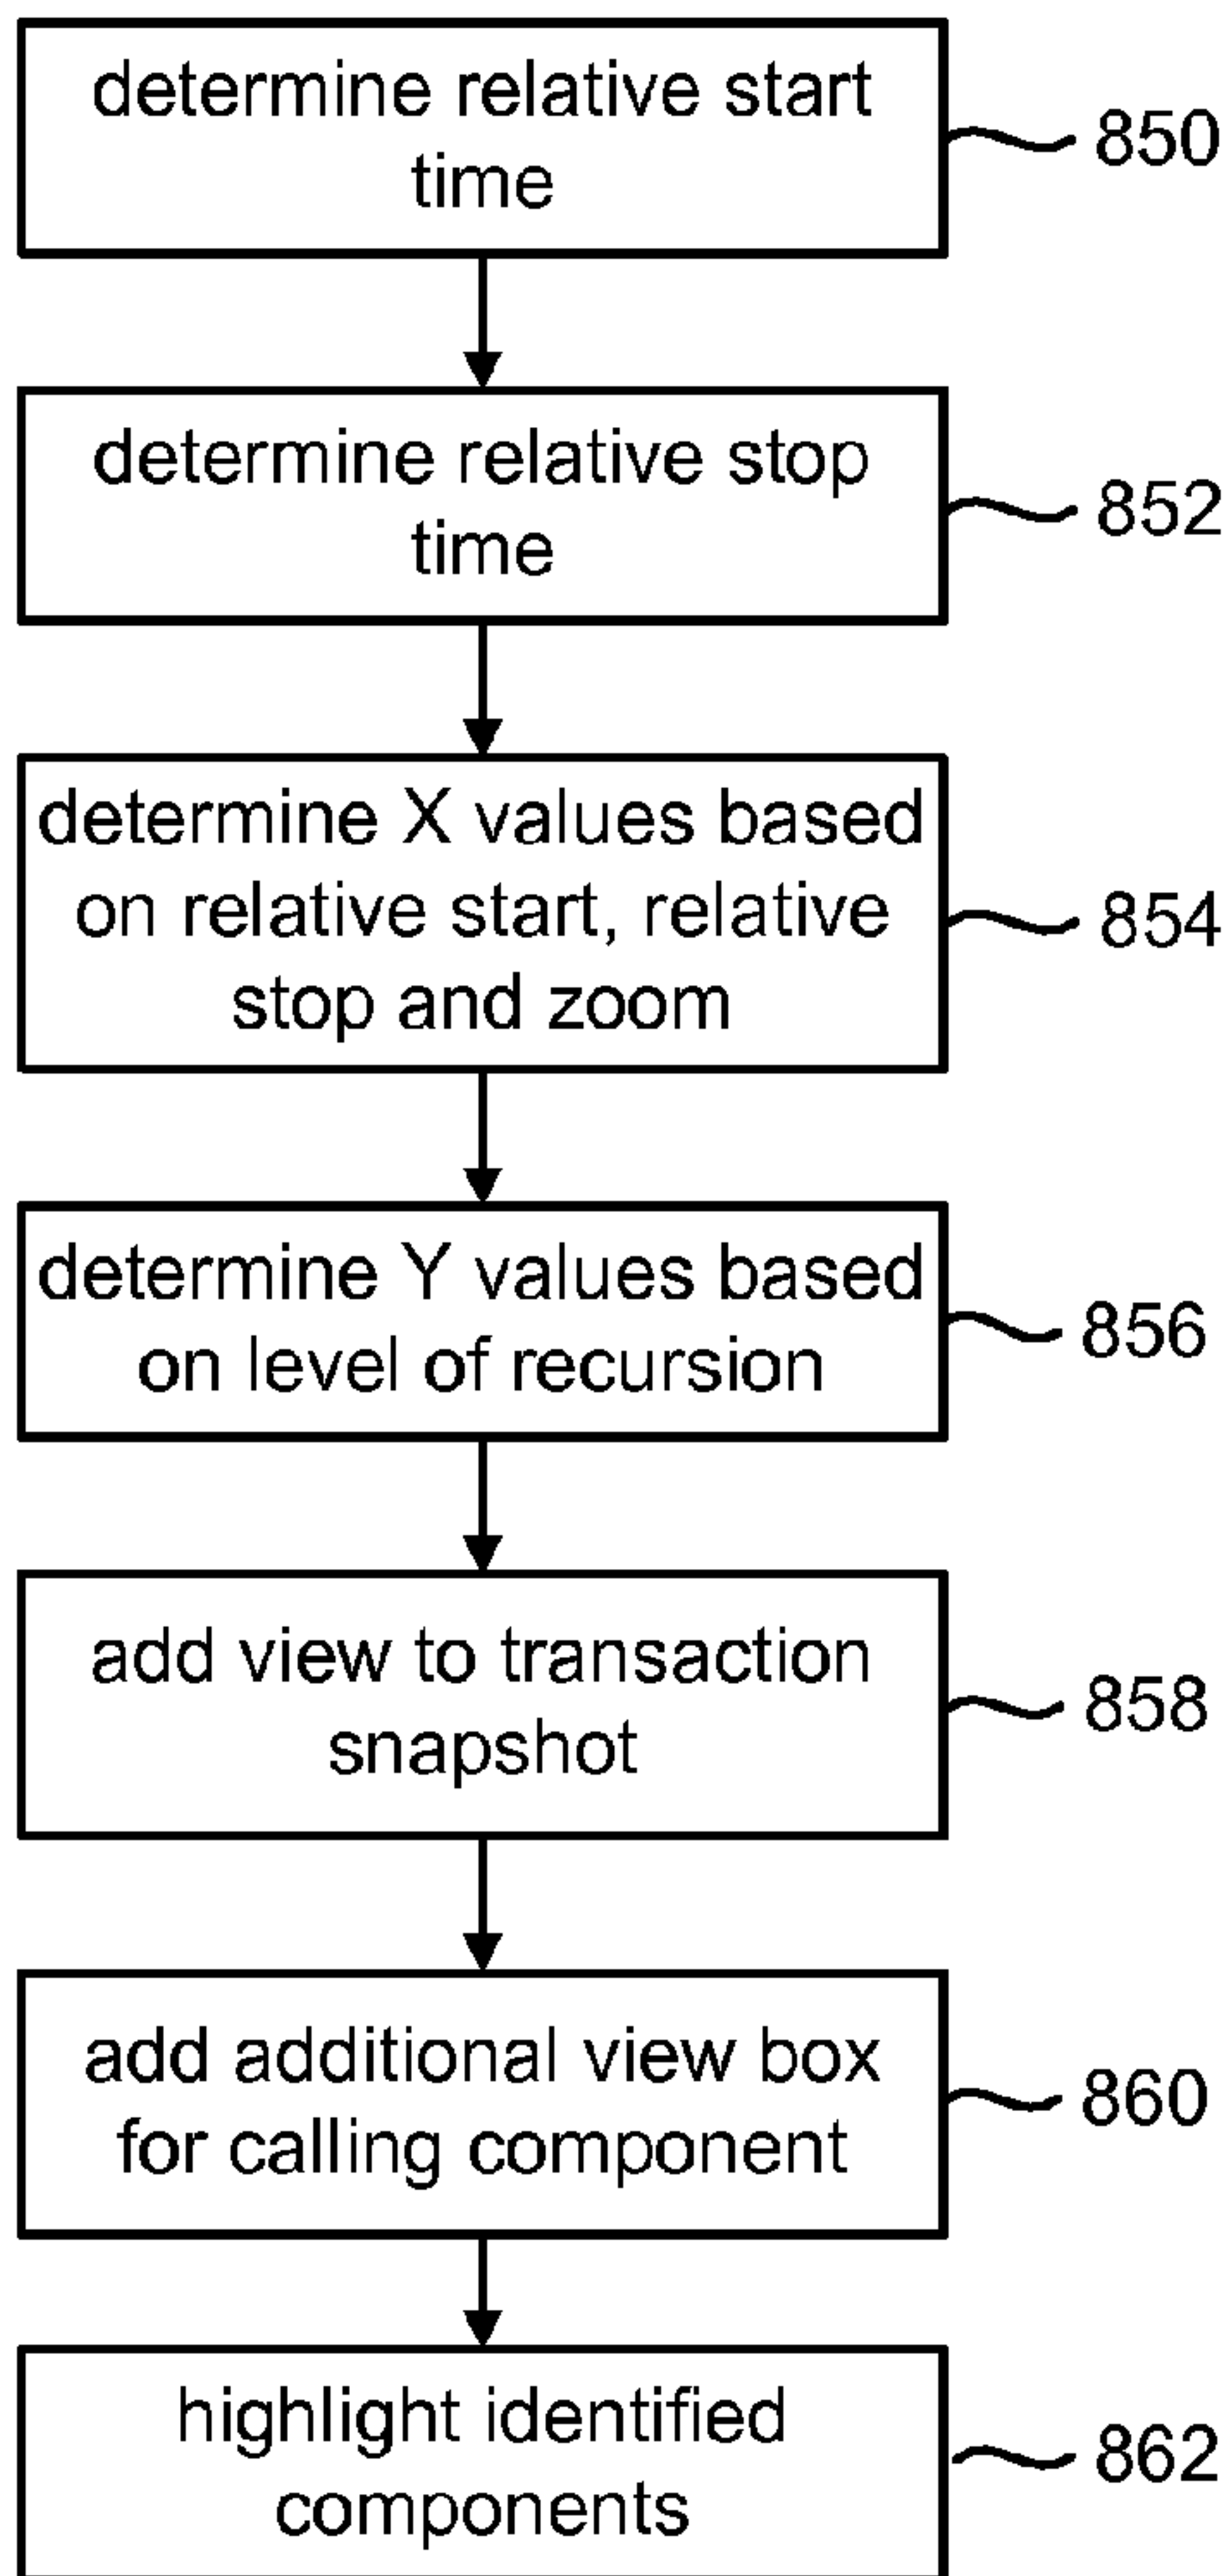 determine relative start
time
850
determine relative stop
time
852
determine X values based
on relative start, relative
stop and zoom
854
determine Y values based
on level of recursion
856
add view to transaction
snapshot
858
add additional view box
for calling component
860
highlight identified
components
862